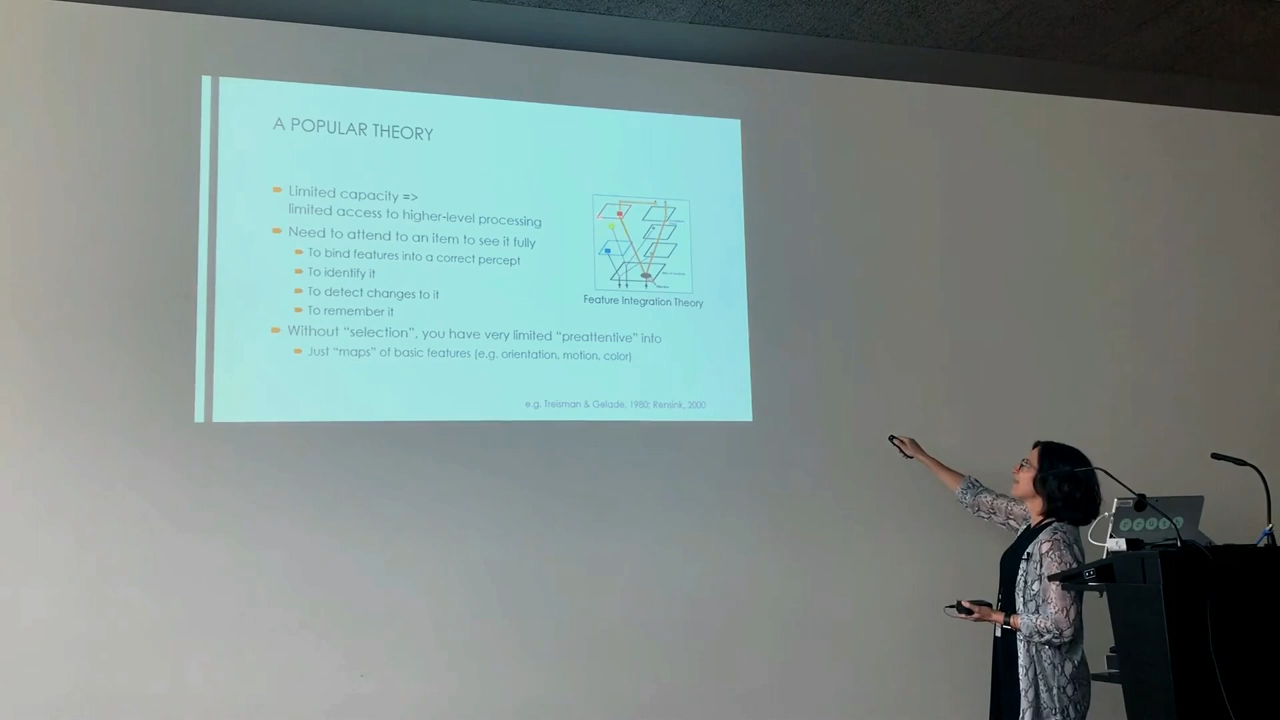 A POPULAR THEORY
Limited capacity =>
limited access to higher-level processing
Need to attend to an item to see it fully
To bind features into a correct percept
To identify it
To detect changes to it
To remember it
Without “selection”, you have very limited “preattentive” into
Just “maps” of basic features (e.g. orientation, motion, color)
Feature Integration Theory
e.g. Treisman & Gelade, 1980; Rensink, 2000